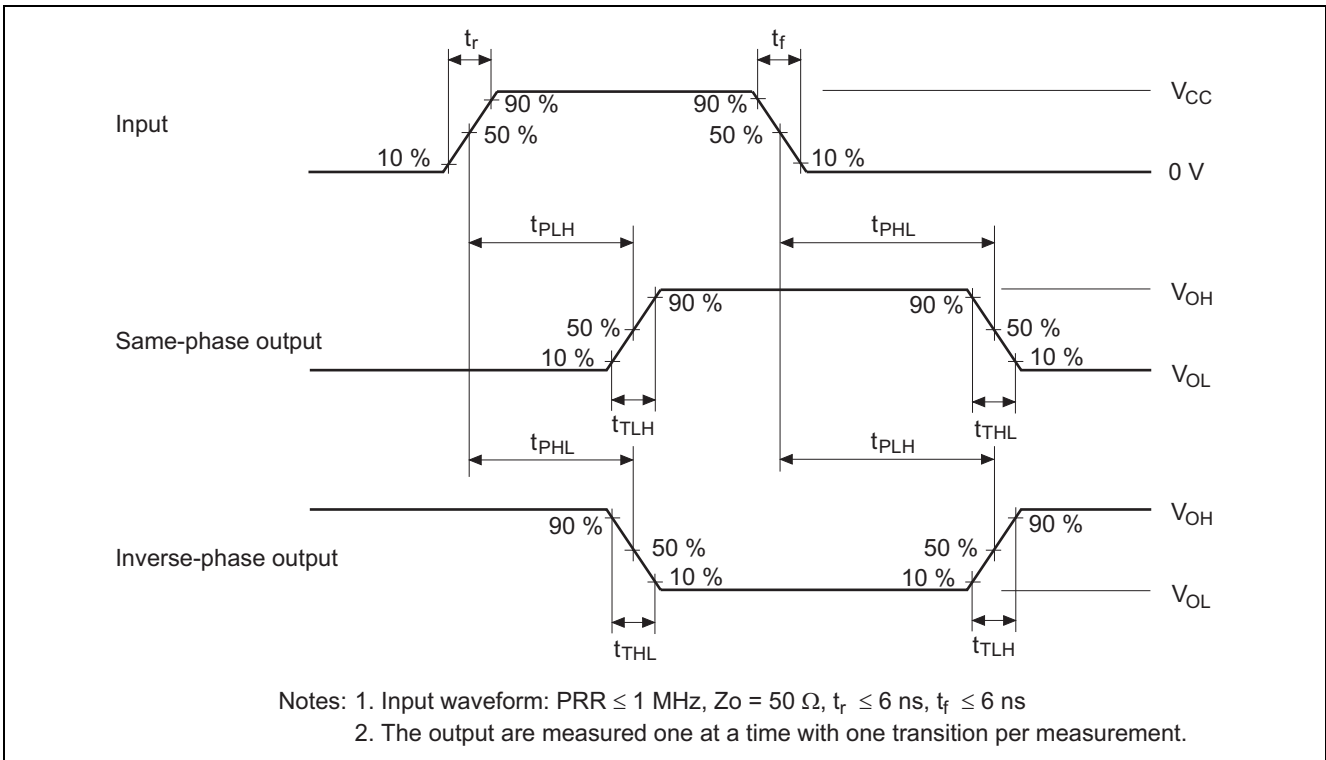 tr
tf
Input
90 %
50 %
10 %
90 %
50 %
10 %
VCC
0 V
tPLH
tPHL
Same-phase output
90 %
50 %
10 %
90 %
50 %
10 %
VOH
VOL
tTLH
tTHL
tPHL
tPLH
Inverse-phase output
90 %
50 %
10 %
90 %
50 %
10 %
VOH
VOL
tTHL
tTLH
Notes: 1. Input waveform: PRR ≤ 1 MHz, Zo = 50 Ω, tr ≤ 6 ns, tf ≤ 6 ns
2. The output are measured one at a time with one transition per measurement.